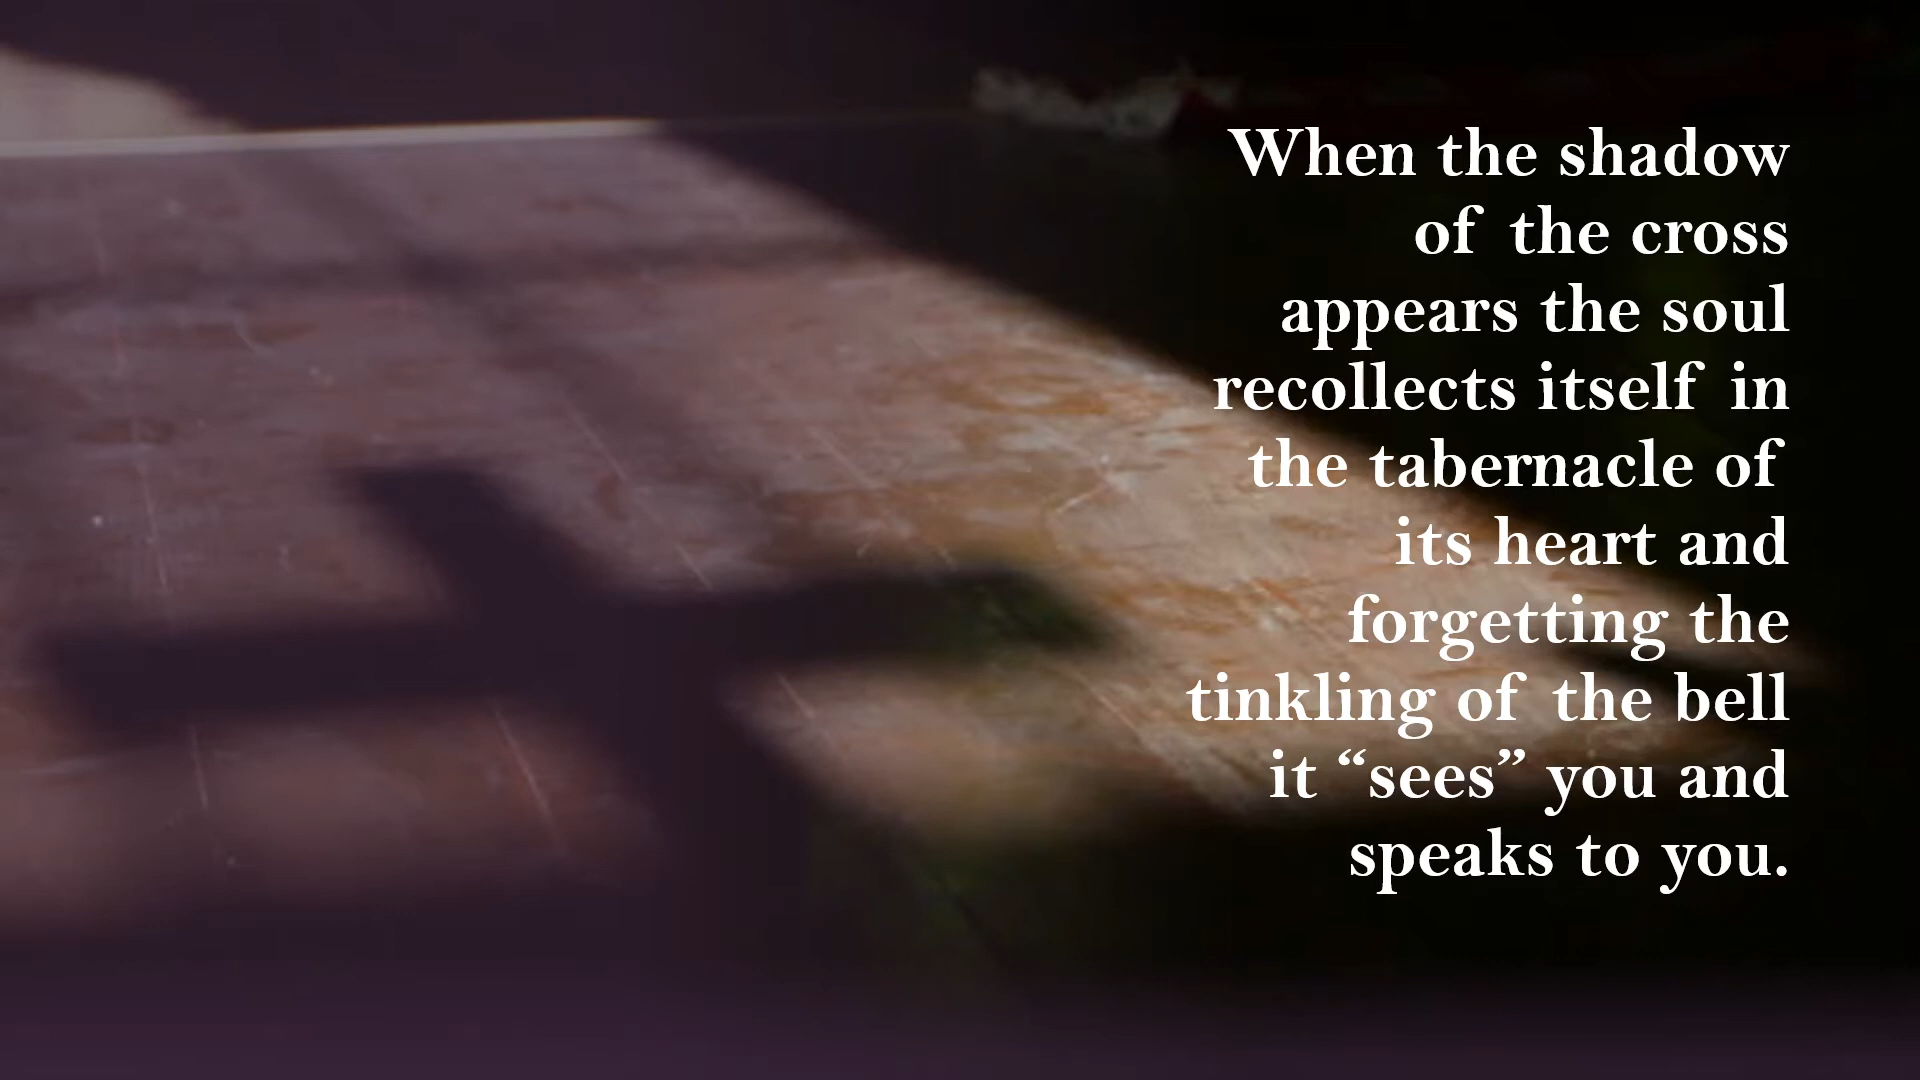 When the shadow
of the cross
appears the soul
recollects itself in
the tabernacle of
its heart and
forgetting the
tinkling of the bell
it “sees” you and
speaks to you.